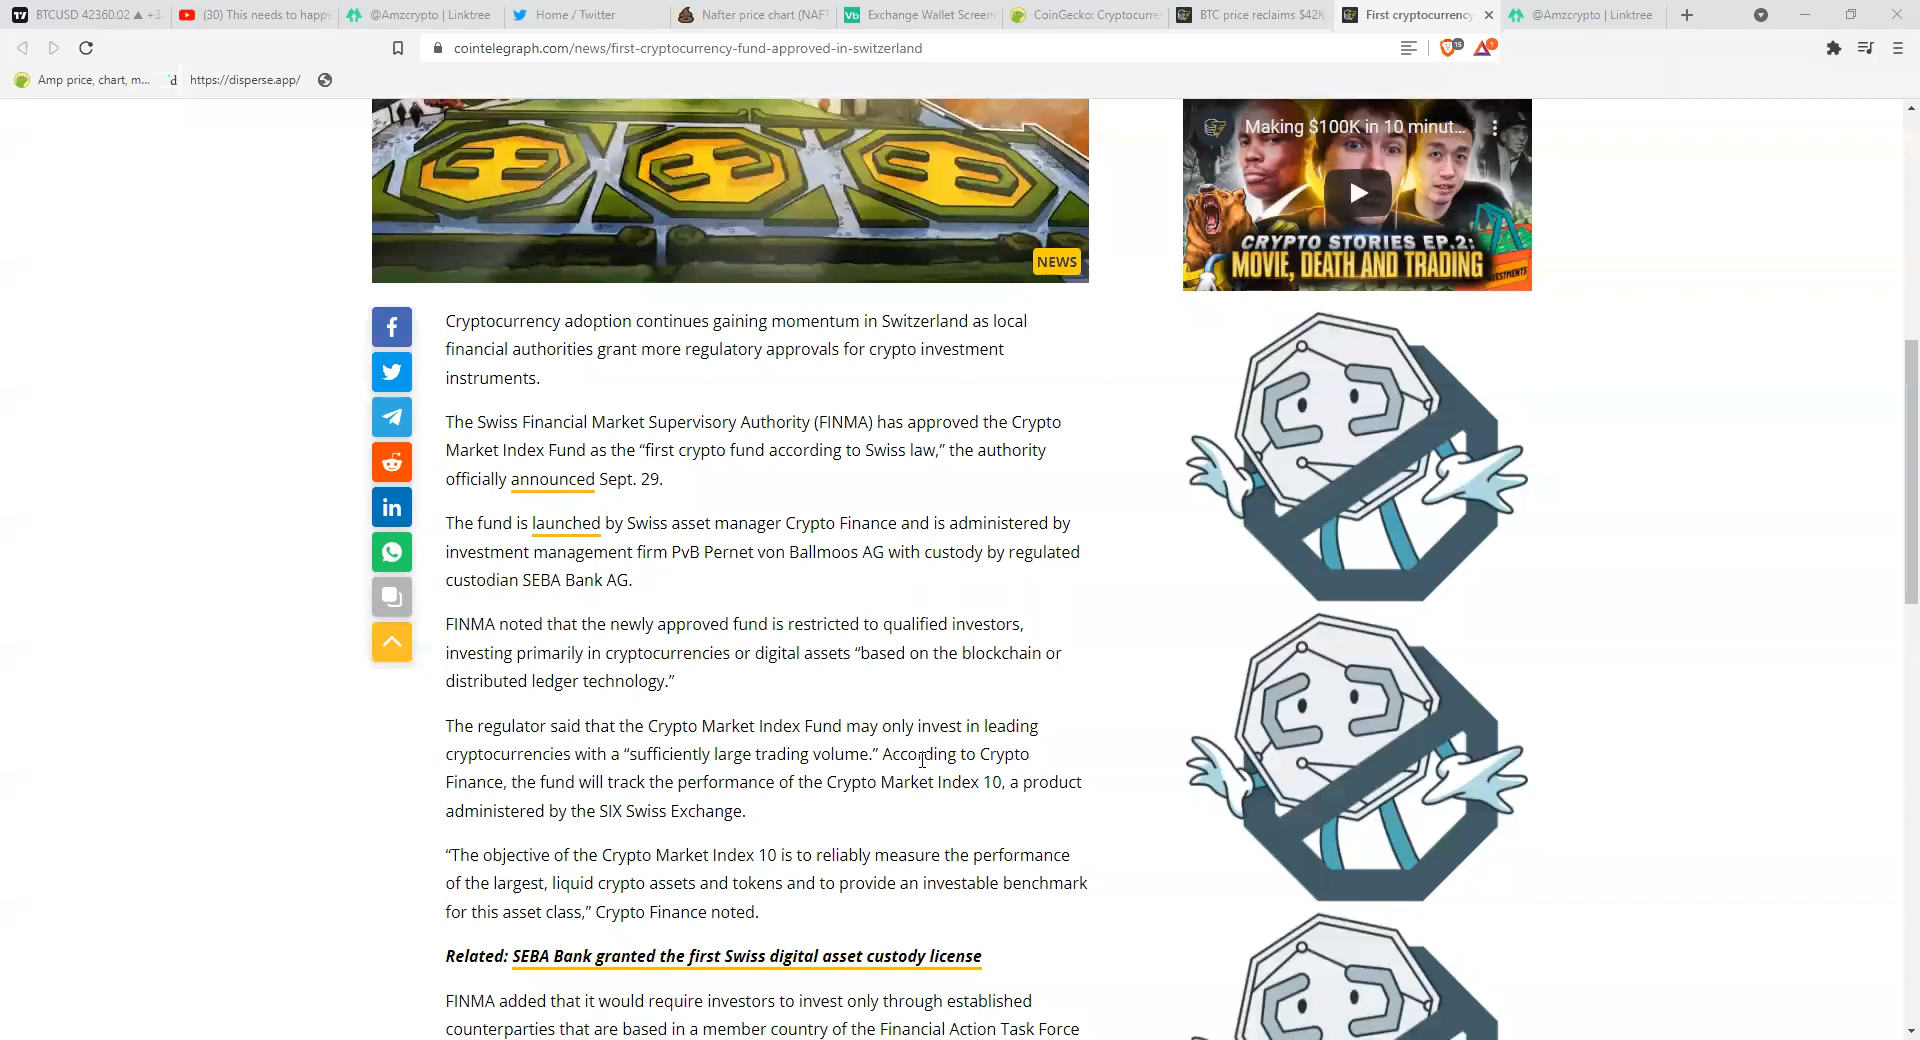 BTCUSD 42360.02 ▲ +3.
(30) This needs to happe
@Amzcrypto | Linktree
Home / Twitter
Nafter price chart (NAF
Exchange Wallet Screen
CoinGecko: Cryptocurre
BTC price reclaims $42K
First cryptocurrency
@Amzcrypto | Linktree
cointelegraph.com/news/first-cryptocurrency-fund-approved-in-switzerland
15
1
Amp price, chart, m...
d
https://disperse.app/
Making $100K in 10 minut...
CRYPTO STORIES EP.2:
MOVIE, DEATH AND TRADING
NEWS
Cryptocurrency adoption continues gaining momentum in Switzerland as local
financial authorities grant more regulatory approvals for crypto investment
instruments.
The Swiss Financial Market Supervisory Authority (FINMA) has approved the Crypto
Market Index Fund as the “first crypto fund according to Swiss law,” the authority
officially announced Sept. 29.
The fund is launched by Swiss asset manager Crypto Finance and is administered by
investment management firm PvB Pernet von Ballmoos AG with custody by regulated
custodian SEBA Bank AG.
FINMA noted that the newly approved fund is restricted to qualified investors,
investing primarily in cryptocurrencies or digital assets “based on the blockchain or
distributed ledger technology.”
The regulator said that the Crypto Market Index Fund may only invest in leading
cryptocurrencies with a “sufficiently large trading volume.” According to Crypto
Finance, the fund will track the performance of the Crypto Market Index 10, a product
administered by the SIX Swiss Exchange.
“The objective of the Crypto Market Index 10 is to reliably measure the performance
of the largest, liquid crypto assets and tokens and to provide an investable benchmark
for this asset class,” Crypto Finance noted.
Related: SEBA Bank granted the first Swiss digital asset custody license
FINMA added that it would require investors to invest only through established
counterparties that are based in a member country of the Financial Action Task Force